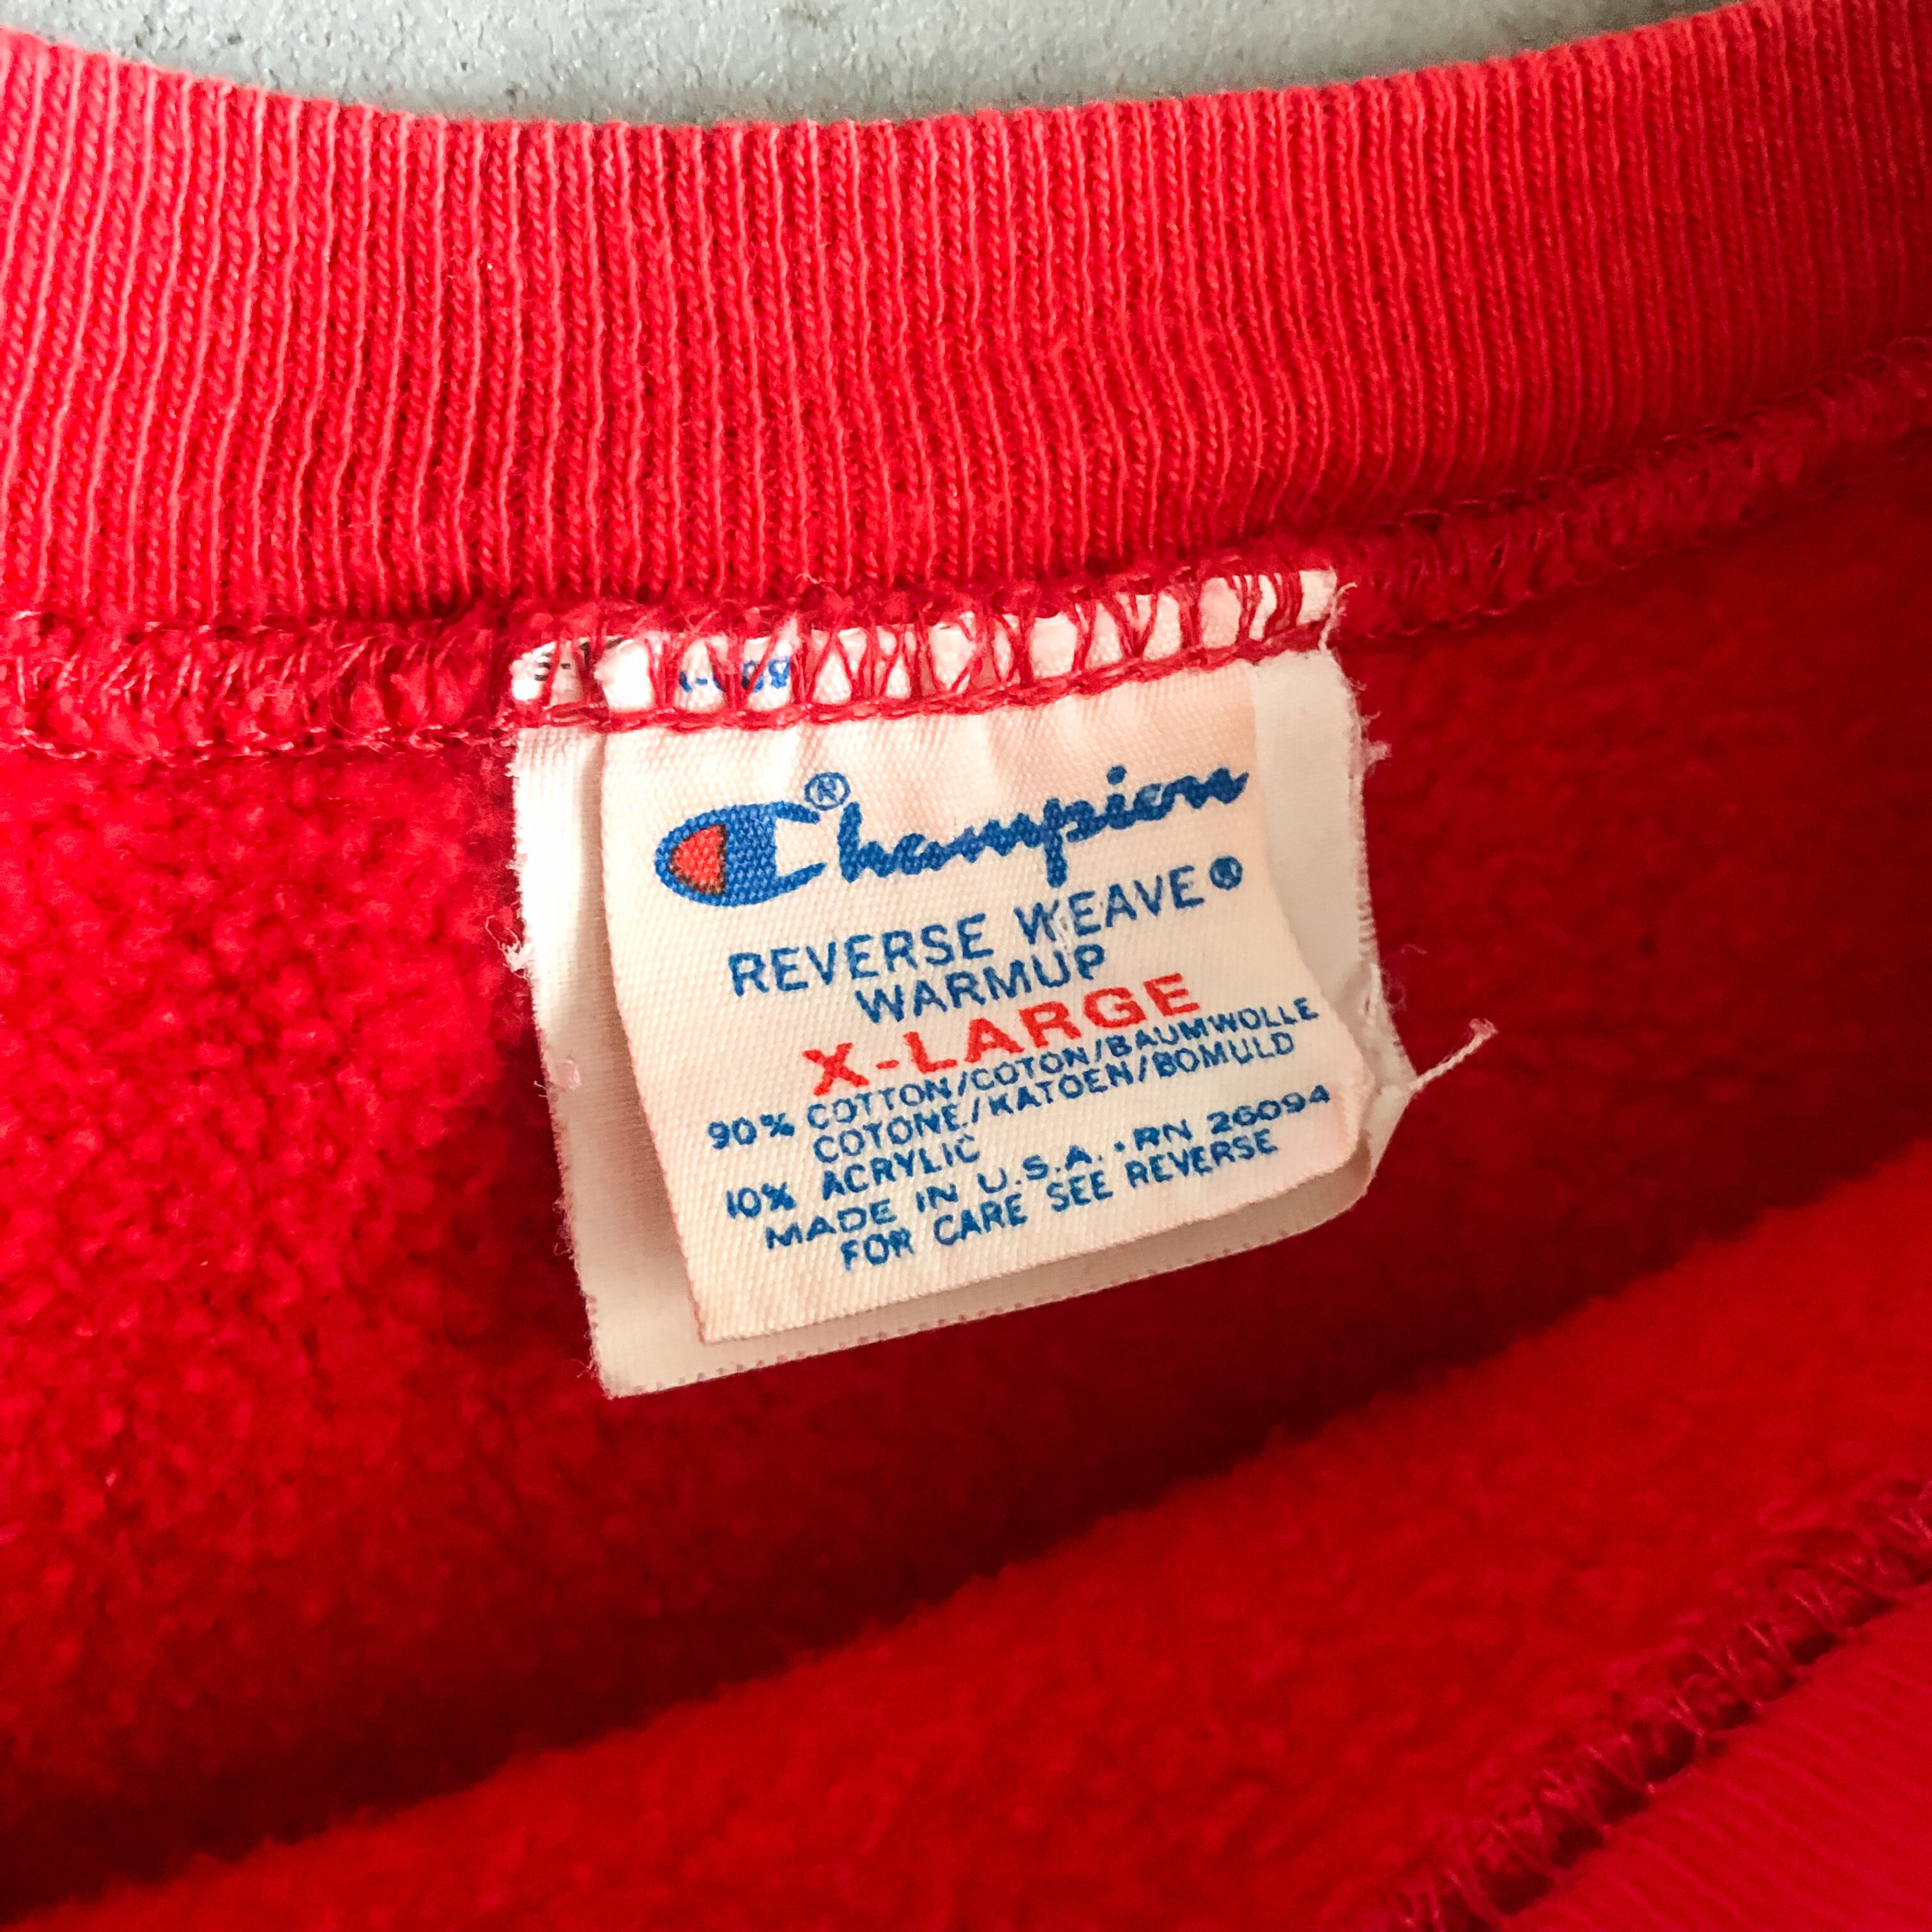 Champion®
REVERSE WEAVE®
WARMUP
X-LARGE
90% COTTON/COTON/BAUMWOLLE
COTONE/KATOEN/BOMULD
10% ACRYLIC
MADE IN U.S.A. • RN 26094
FOR CARE SEE REVERSE